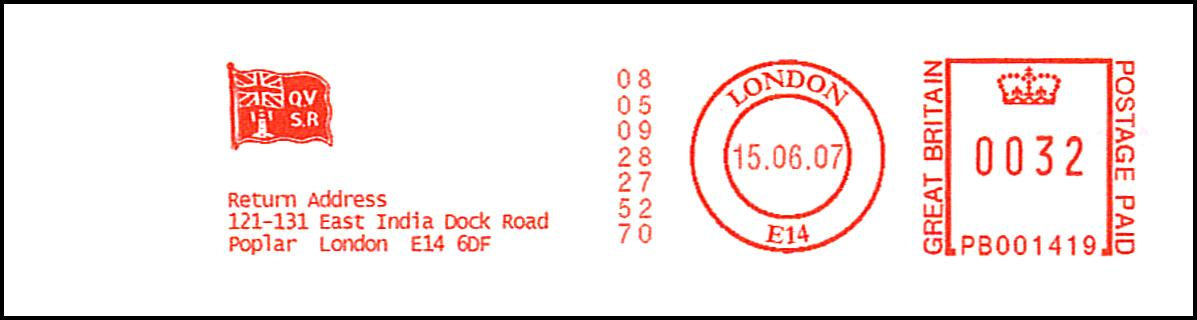 QV
S.R
Return Address
121-131 East India Dock Road
Poplar London E14 6DF
08
05
09
28
27
52
70
LONDON
15.06.07
E14
GREAT BRITAIN
0032
PB001419
POSTAGE PAID